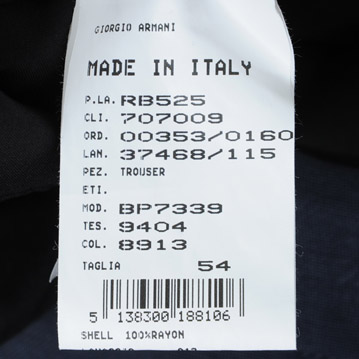 GIORGIO ARMANI
MADE IN ITALY
P.LA. RB525
CLI. 707009
ORD. 00353/0160
LAN. 37468/115
PEZ. TROUSER
ETI.
MOD. BP7339
TES. 9404
COL. 8913
TAGLIA 54
5 138300 188106
SHELL 100%RAYON